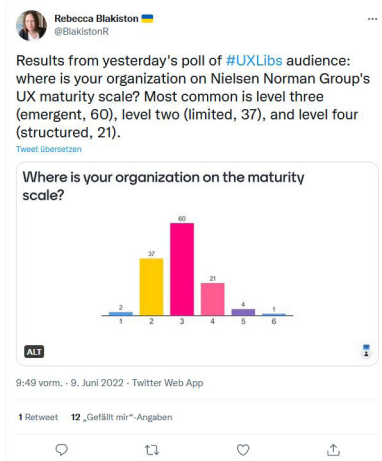 Rebecca Blakiston
@BlakistonR
Results from yesterday's poll of #UXLibs audience:
where is your organization on Nielsen Norman Group's
UX maturity scale? Most common is level three
(emergent, 60), level two (limited, 37), and level four
(structured, 21).
Tweet übersetzen
Where is your organization on the maturity
scale?
60
37
21
4
2
1
1 2 3 4 5 6
ALT
9:49 vorm. · 9. Juni 2022 · Twitter Web App
1 Retweet 12 „Gefällt mir“-Angaben